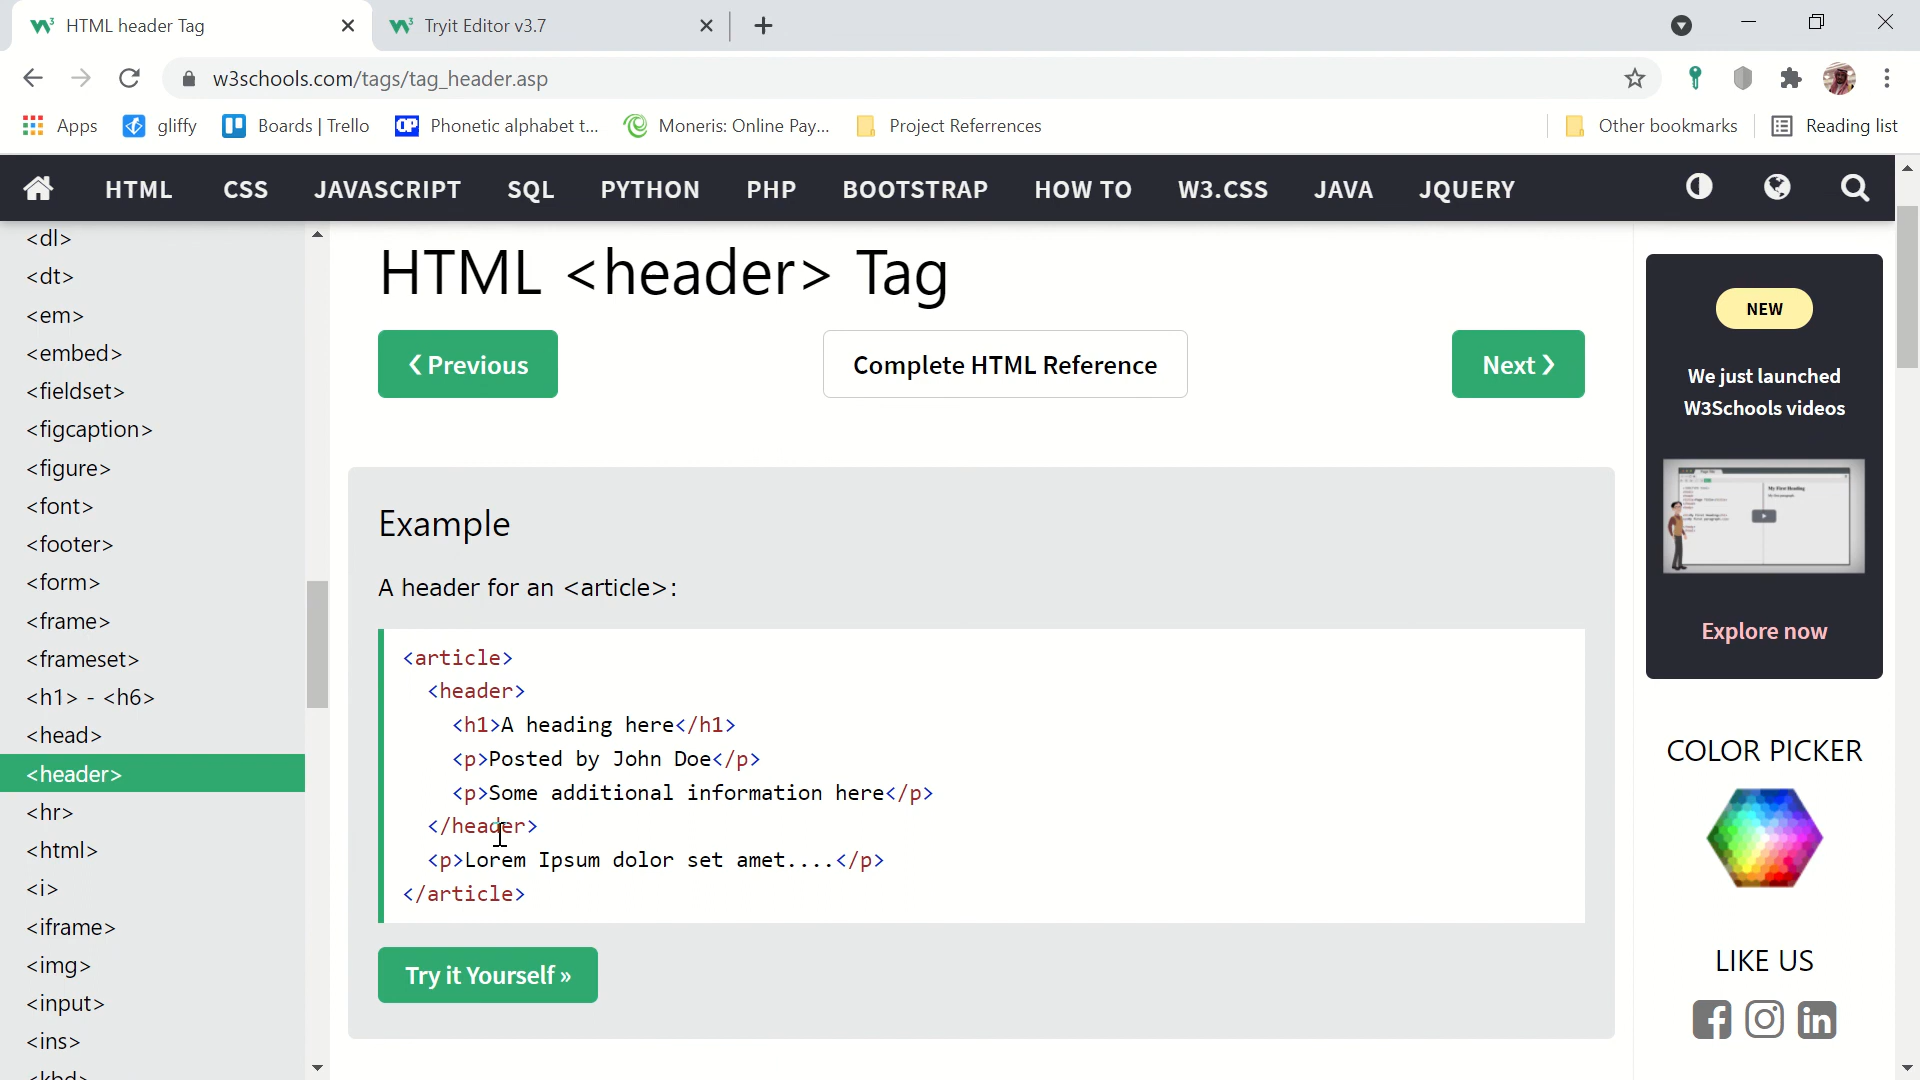 HTML header Tag
Tryit Editor v3.7
w3schools.com/tags/tag_header.asp
Apps
gliffy
Boards | Trello
OP
Phonetic alphabet t...
Moneris: Online Pay...
Project Referrences
Other bookmarks
Reading list
HTML
CSS
JAVASCRIPT
SQL
PYTHON
PHP
BOOTSTRAP
HOW TO
W3.CSS
JAVA
JQUERY
<dl>
<dt>
<em>
<embed>
<fieldset>
<figcaption>
<figure>
<font>
<footer>
<form>
<frame>
<frameset>
<h1> - <h6>
<head>
<header>
<hr>
<html>
<i>
<iframe>
<img>
<input>
<ins>
<kbd>
HTML <header> Tag
❮ Previous
Complete HTML Reference
Next ❯
Example
A header for an <article>:
<article>
<header>
<h1>A heading here</h1>
<p>Posted by John Doe</p>
<p>Some additional information here</p>
</header>
<p>Lorem Ipsum dolor set amet....</p>
</article>
Try it Yourself »
NEW
We just launched
W3Schools videos
My First Heading
Explore now
COLOR PICKER
LIKE US